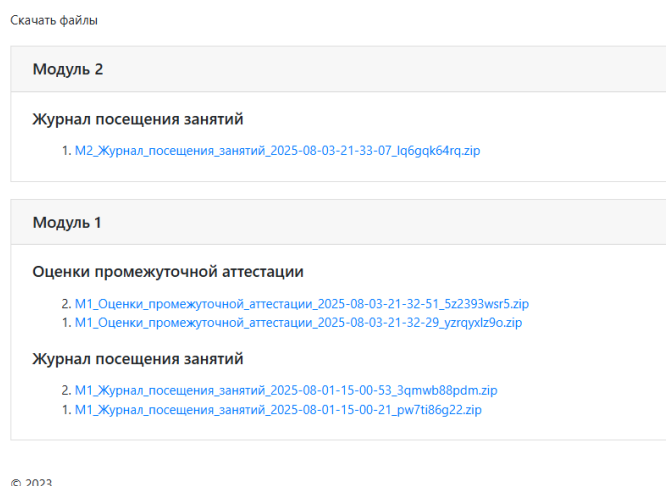 Скачать файлы
Модуль 2
Журнал посещения занятий
1. М2_Журнал_посещения_занятий_2025-08-03-21-33-07_lq6gqk64rq.zip
Модуль 1
Оценки промежуточной аттестации
2. М1_Оценки_промежуточной_аттестации_2025-08-03-21-32-51_5z2393wsr5.zip
1. М1_Оценки_промежуточной_аттестации_2025-08-03-21-32-29_yzrqyxlz9o.zip
Журнал посещения занятий
2. М1_Журнал_посещения_занятий_2025-08-01-15-00-53_3qmwb88pdm.zip
1. М1_Журнал_посещения_занятий_2025-08-01-15-00-21_pw7ti86g22.zip
© 2023